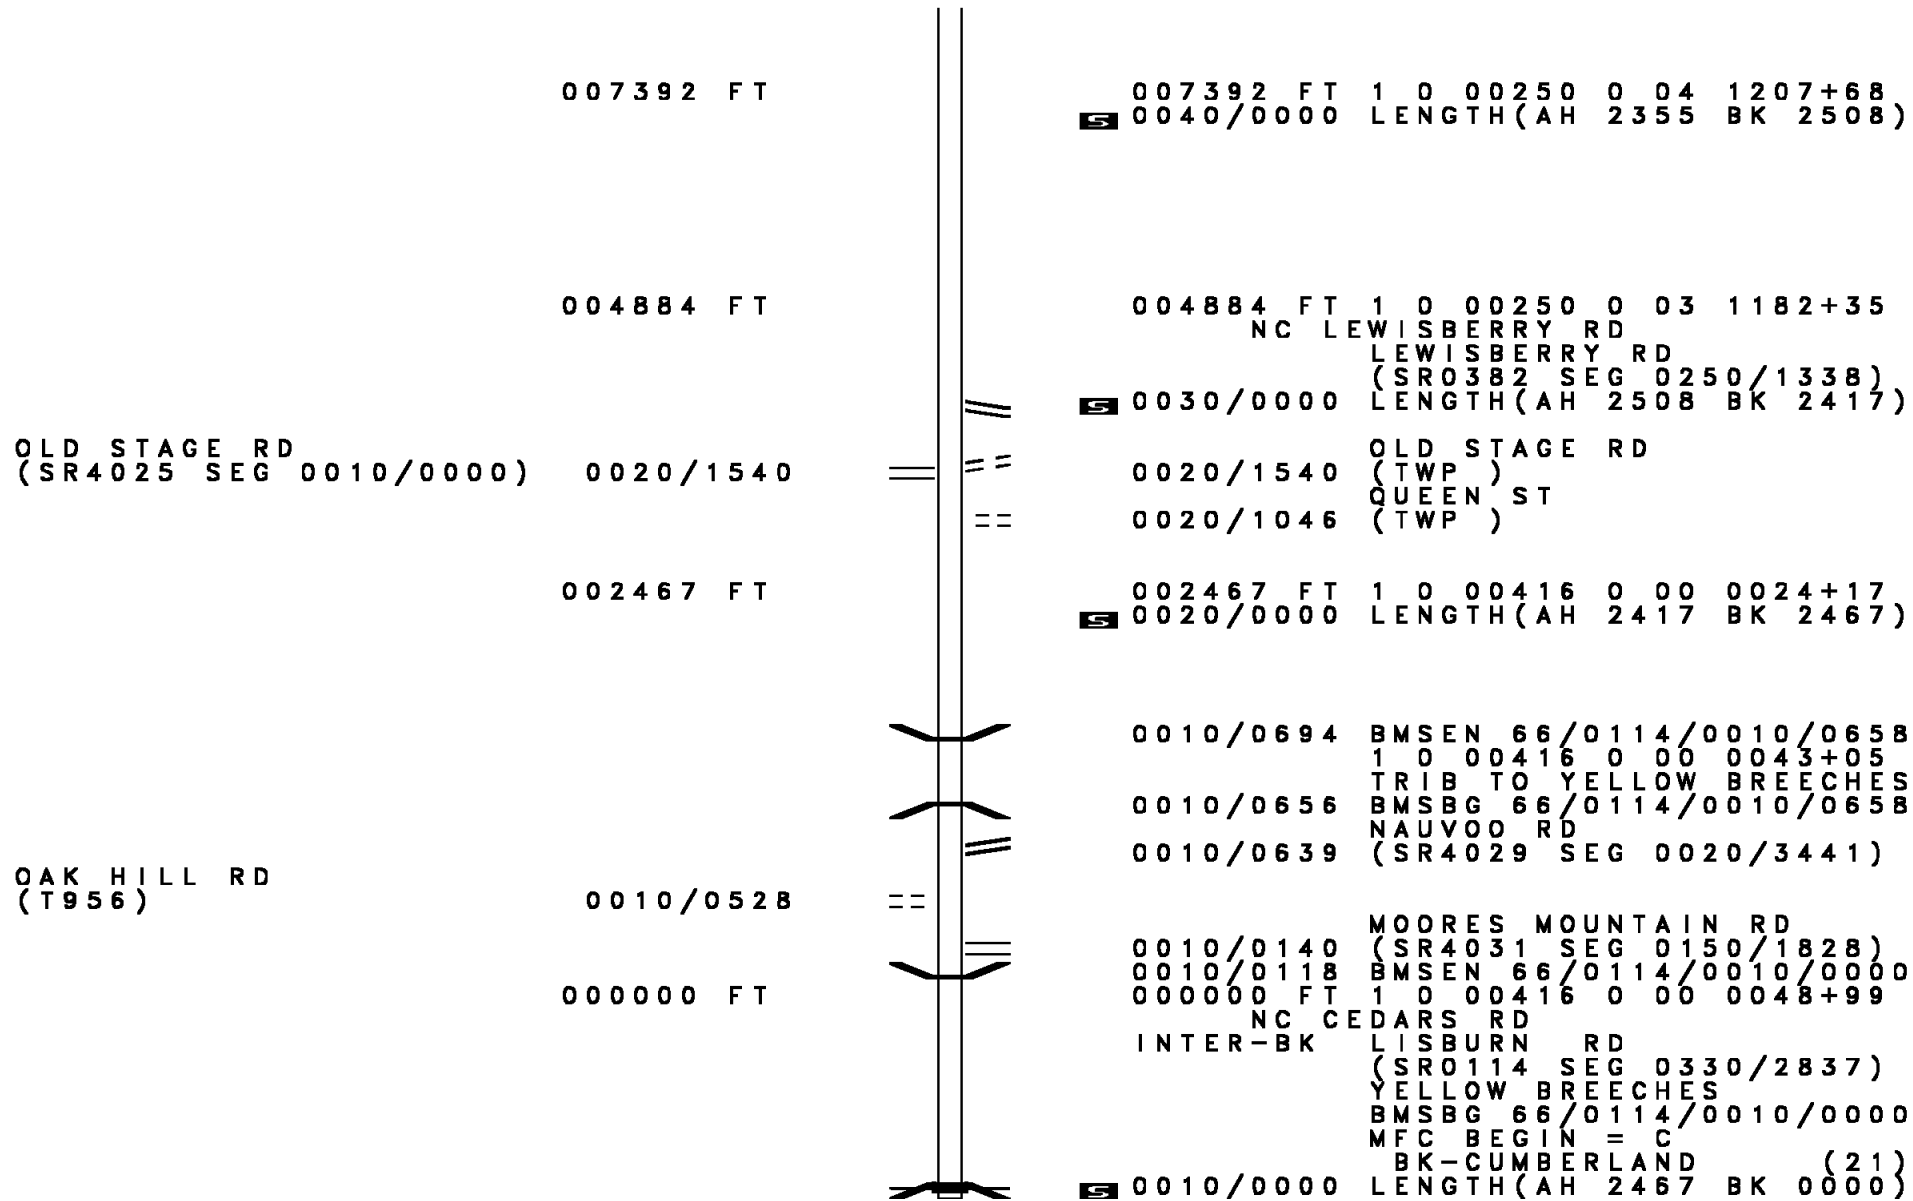 007392 FT 007392 FT 1 0 00250 0 04 1207+68
S 0040/0000 LENGTH(AH 2355 BK 2508)
004884 FT 004884 FT 1 0 00250 0 03 1182+35
NC LEWISBERRY RD
LEWISBERRY RD
(SR0382 SEG 0250/1338)
S 0030/0000 LENGTH(AH 2508 BK 2417)
OLD STAGE RD OLD STAGE RD
(SR4025 SEG 0010/0000) 0020/1540 0020/1540 (TWP )
QUEEN ST
0020/1046 (TWP )
002467 FT 002467 FT 1 0 00416 0 00 0024+17
S 0020/0000 LENGTH(AH 2417 BK 2467)
0010/0694 BMSEN 66/0114/0010/0658
1 0 00416 0 00 0043+05
TRIB TO YELLOW BREECHES
0010/0656 BMSBG 66/0114/0010/0658
NAUVOO RD
0010/0639 (SR4029 SEG 0020/3441)
OAK HILL RD
(T956) 0010/0528
MOORES MOUNTAIN RD
0010/0140 (SR4031 SEG 0150/1828)
0010/0118 BMSEN 66/0114/0010/0000
000000 FT 000000 FT 1 0 00416 0 00 0048+99
NC CEDARS RD
INTER-BK LISBURN RD
(SR0114 SEG 0330/2837)
YELLOW BREECHES
BMSBG 66/0114/0010/0000
MFC BEGIN = C
BK-CUMBERLAND (21)
S 0010/0000 LENGTH(AH 2467 BK 0000)